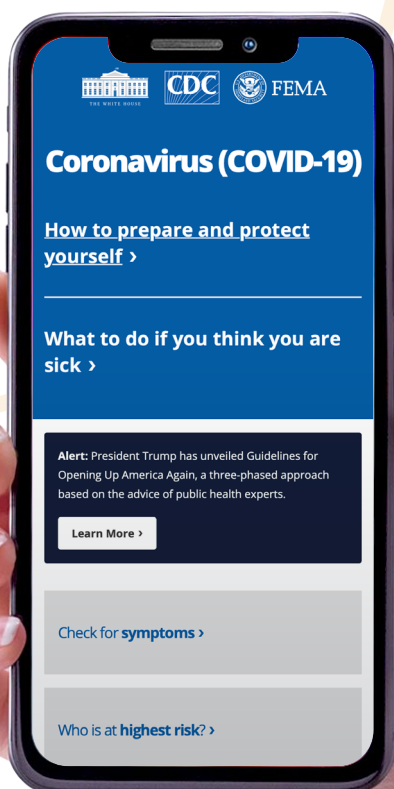 THE WHITE HOUSE
CDC
FEMA
Coronavirus (COVID-19)
How to prepare and protect
yourself ›
What to do if you think you are
sick ›
Alert: President Trump has unveiled Guidelines for
Opening Up America Again, a three-phased approach
based on the advice of public health experts.
Learn More ›
Check for symptoms ›
Who is at highest risk? ›